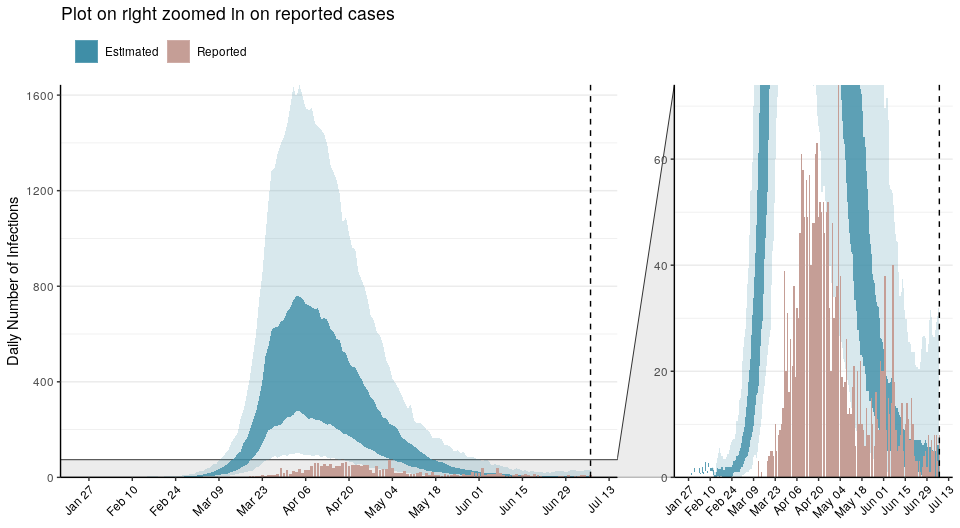 Plot on right zoomed in on reported cases
Estimated Reported
Daily Number of Infections
1600
1200
800
400
0
Jan 27 Feb 10 Feb 24 Mar 09 Mar 23 Apr 06 Apr 20 May 04 May 18 Jun 01 Jun 15 Jun 29 Jul 13
60
40
20
0
Jan 27 Feb 10 Feb 24 Mar 09 Mar 23 Apr 06 Apr 20 May 04 May 18 Jun 01 Jun 15 Jun 29 Jul 13